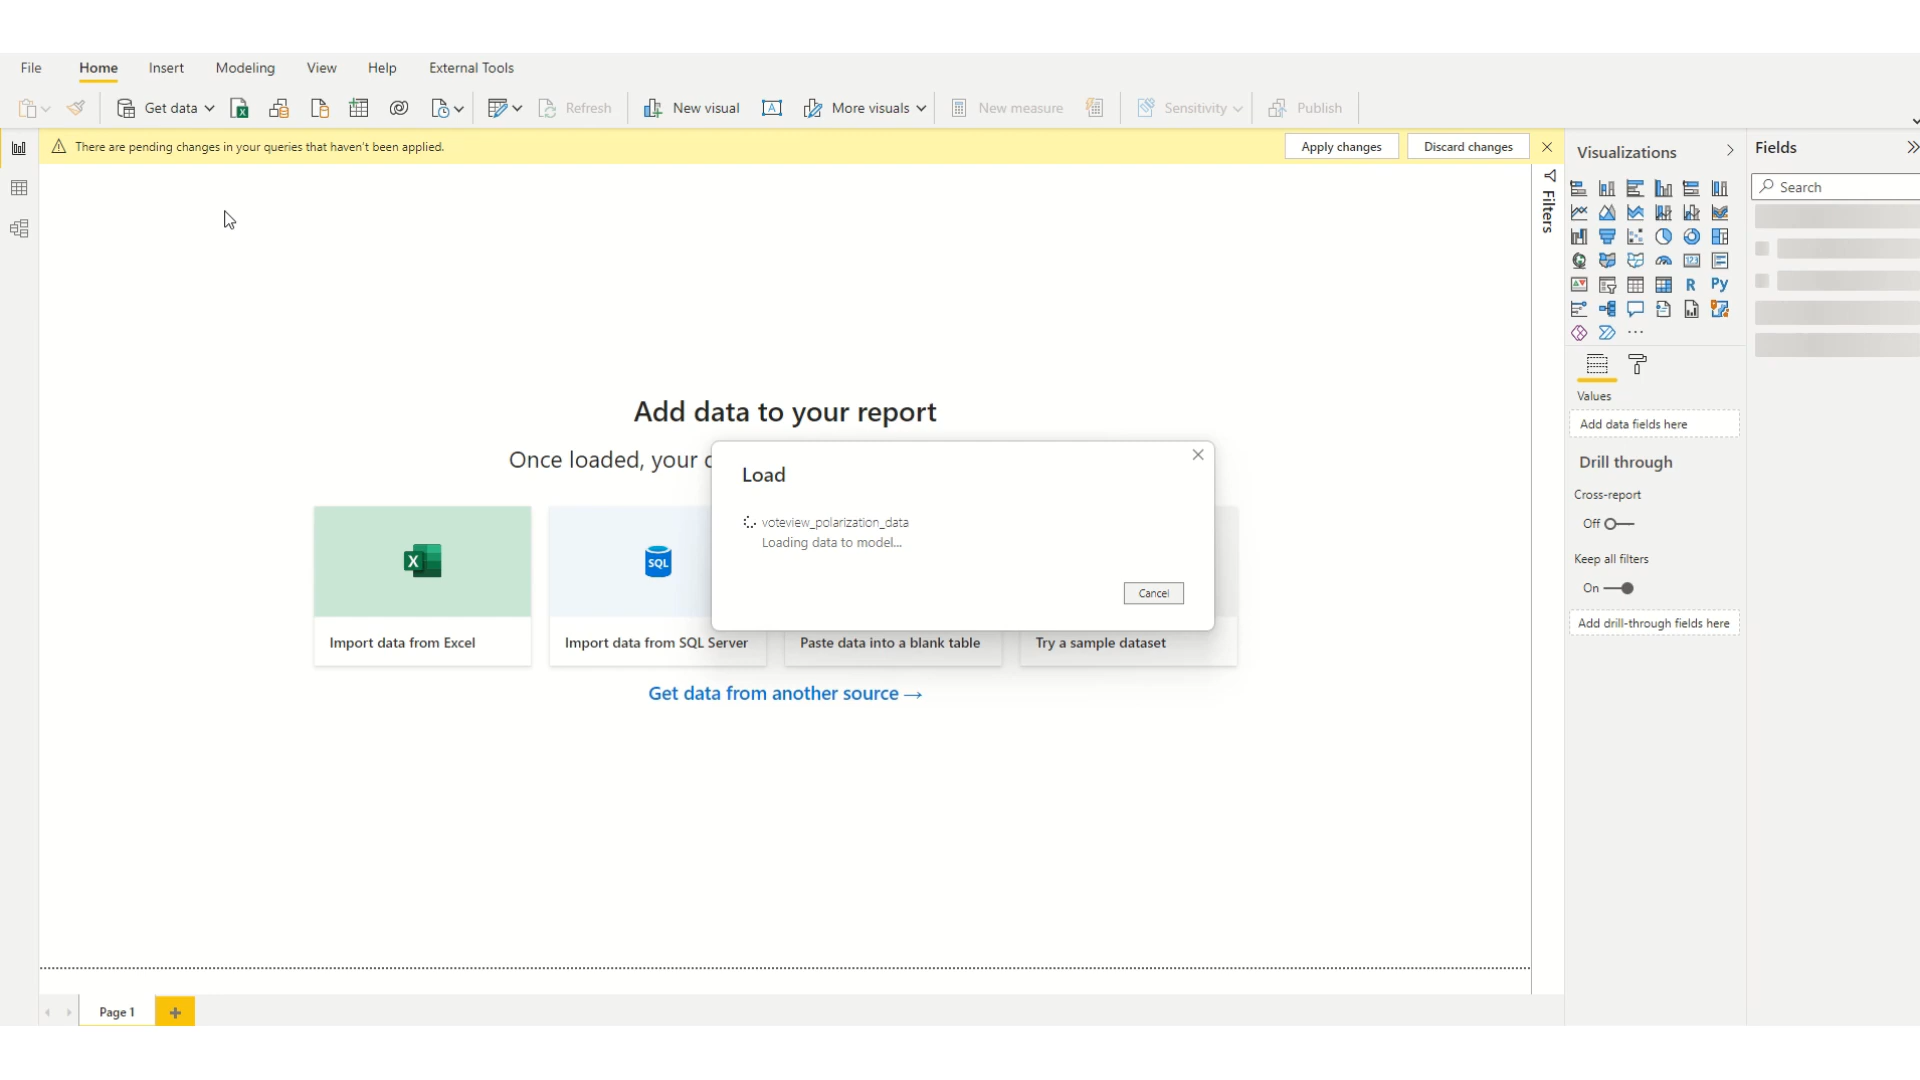 File Home Insert Modeling View Help External Tools
Get data Refresh New visual A More visuals New measure Sensitivity Publish
There are pending changes in your queries that haven't been applied. Apply changes Discard changes
Visualizations
Fields
Search
Filters
R Py
123
Values
Add data fields here
Drill through
Cross-report
Off
Keep all filters
On
Add drill-through fields here
Add data to your report
Once loaded, your
Load
voteview_polarization_data
Loading data to model...
Cancel
X
SQL
Import data from Excel
Import data from SQL Server
Paste data into a blank table
Try a sample dataset
Get data from another source →
Page 1 +